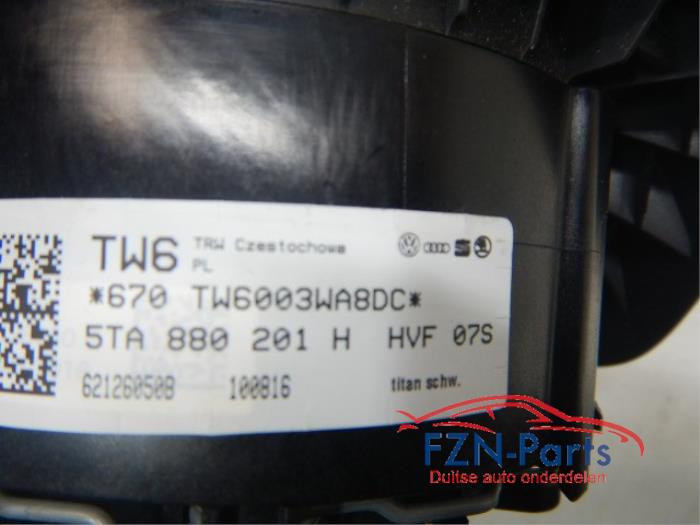 TW6 TRW Czestochowa
PL
*670 TW6003WA8DC*
5TA 880 201 H HVF 07S
621260508 100816 titan schw.
FZN-Parts
Duitse auto onderdelen